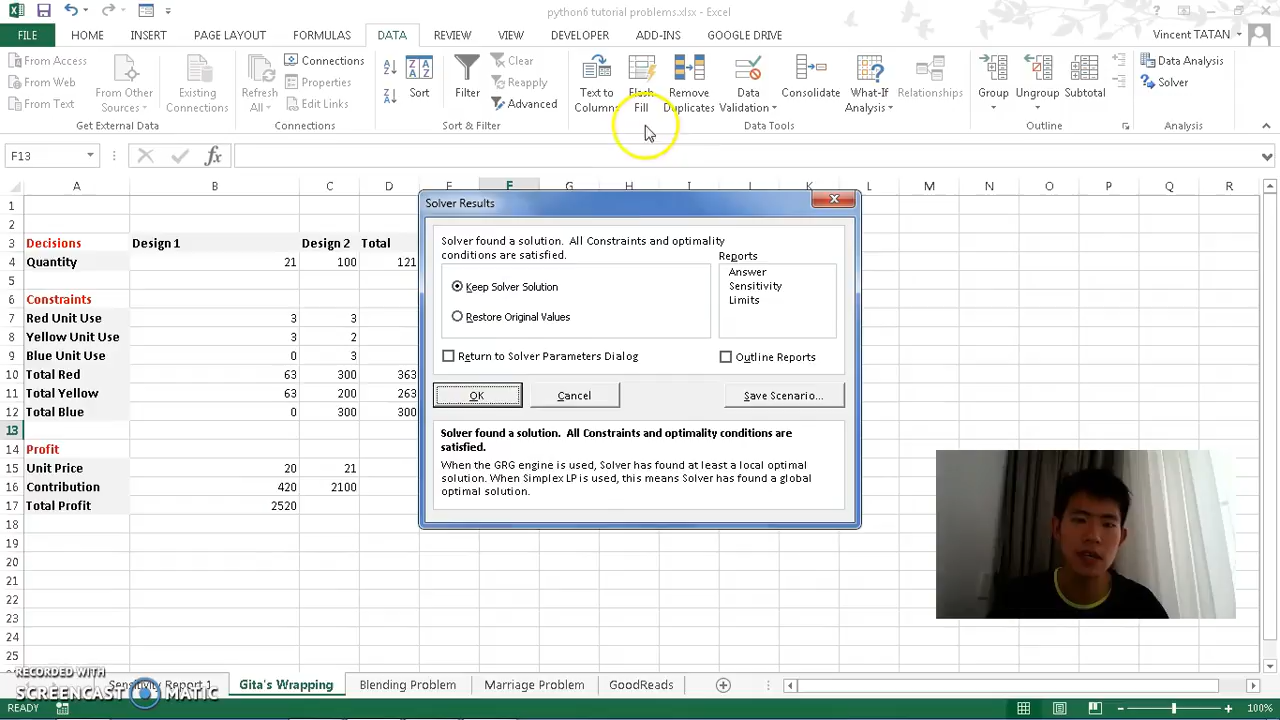 python6 tutorial problems.xlsx - Excel
FILE HOME INSERT PAGE LAYOUT FORMULAS DATA REVIEW VIEW DEVELOPER ADD-INS GOOGLE DRIVE Vincent TATAN
From Access
From Web
From Text
From Other Sources
Existing Connections
Get External Data
Refresh All
Connections
Properties
Edit Links
Connections
Sort
Filter
Clear
Reapply
Advanced
Sort & Filter
Text to Columns
Flash Fill
Remove Duplicates
Data Validation
Consolidate
What-If Analysis
Relationships
Data Tools
Group
Ungroup
Subtotal
Outline
Data Analysis
Solver
Analysis
F13
fx
A B C D E F G H I J K L M N O P Q R
1
2
3 Decisions Design 1 Design 2 Total
4 Quantity 21 100 121
5
6 Constraints
7 Red Unit Use 3 3
8 Yellow Unit Use 3 2
9 Blue Unit Use 0 3
10 Total Red 63 300 363
11 Total Yellow 63 200 263
12 Total Blue 0 300 300
13
14 Profit
15 Unit Price 20 21
16 Contribution 420 2100
17 Total Profit 2520
18
19
20
21
22
23
24
25
Solver Results
Solver found a solution. All Constraints and optimality
conditions are satisfied.
Keep Solver Solution
Restore Original Values
Reports
Answer
Sensitivity
Limits
Return to Solver Parameters Dialog
Outline Reports
OK Cancel Save Scenario...
Solver found a solution. All Constraints and optimality conditions are
satisfied.
When the GRG engine is used, Solver has found at least a local optimal
solution. When Simplex LP is used, this means Solver has found a global
optimal solution.
RECORDED WITH
SCREENCAST MATIC
Sensitivity Report 1 Gita's Wrapping Blending Problem Marriage Problem GoodReads
READY 100%